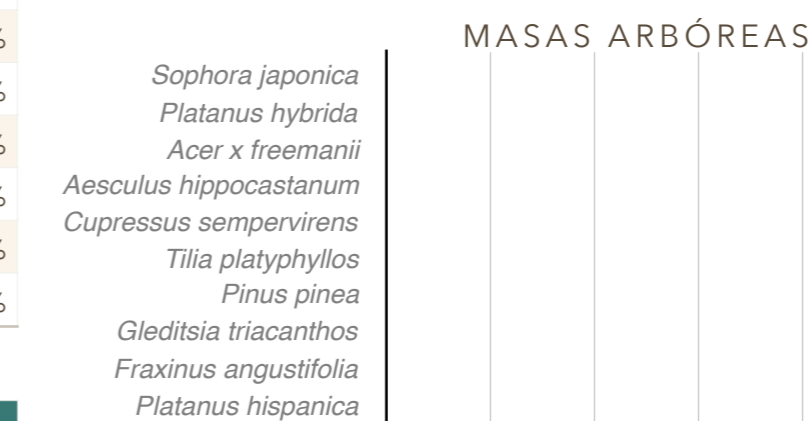 MASAS ARBÓREAS
Sophora japonica
Platanus hybrida
Acer x freemanii
Aesculus hippocastanum
Cupressus sempervirens
Tilia platyphyllos
Pinus pinea
Gleditsia triacanthos
Fraxinus angustifolia
Platanus hispanica